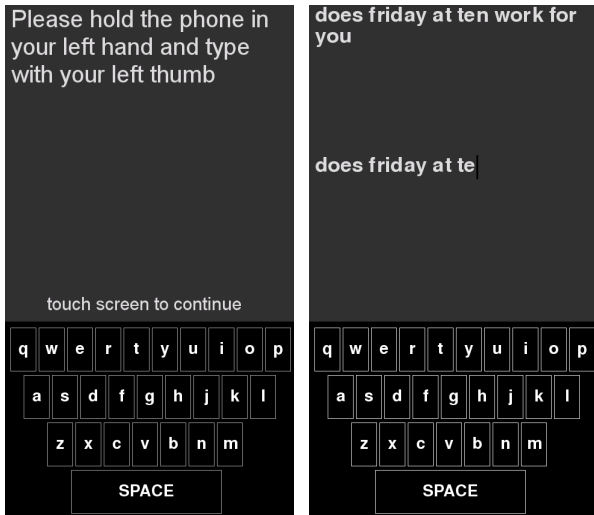 Please hold the phone in
your left hand and type
with your left thumb
touch screen to continue
q w e r t y u i o p
a s d f g h j k l
z x c v b n m
SPACE
does friday at ten work for
you
does friday at te
q w e r t y u i o p
a s d f g h j k l
z x c v b n m
SPACE